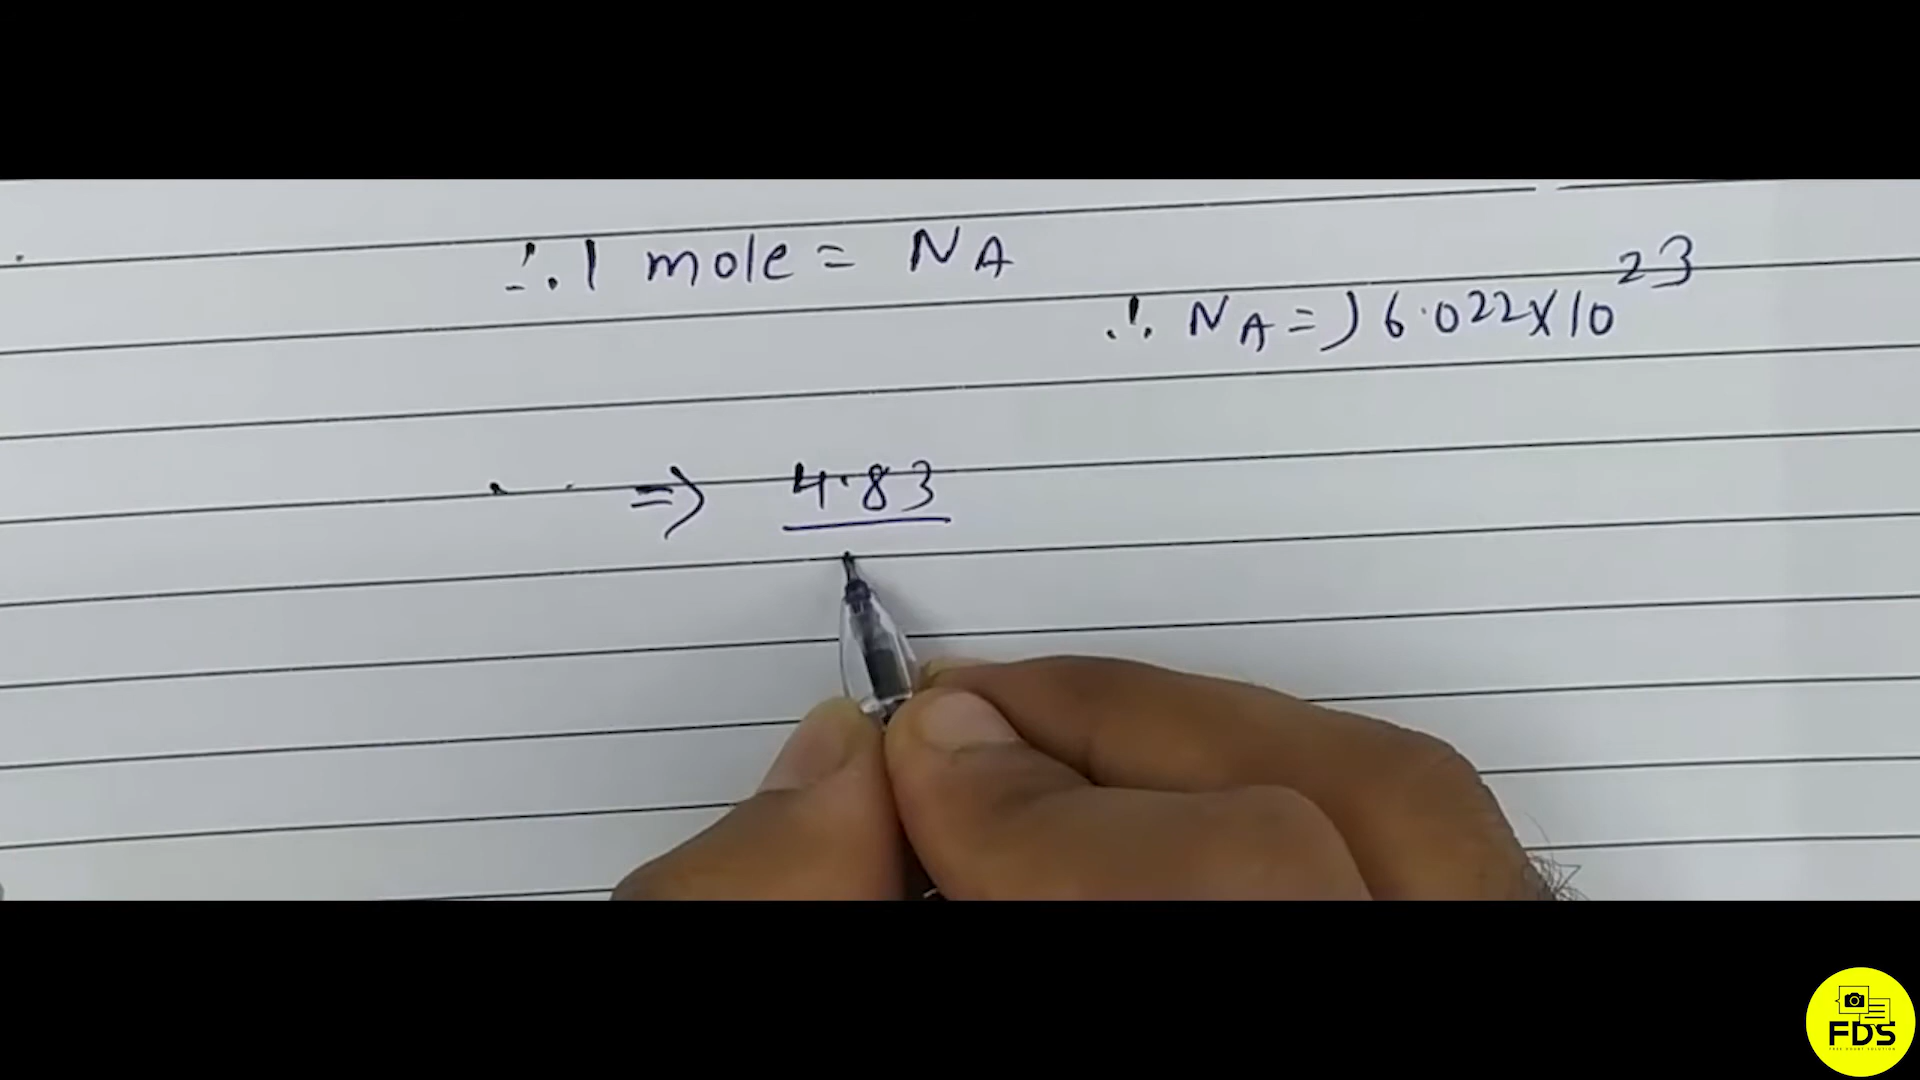 ∴ 1 mole = NA
∴ NA => 6.022 x 10^23
=> 4.83
FDS